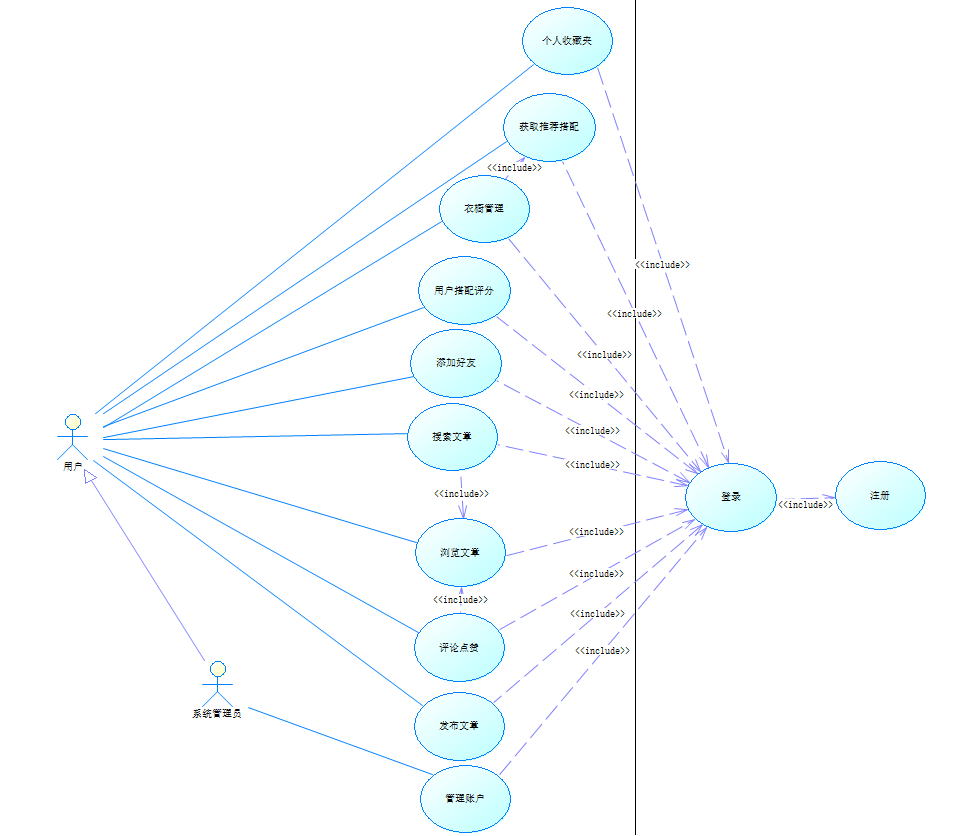 个人收藏夹
获取推荐搭配
<<include>>
衣橱管理
<<include>>
用户搭配评分
<<include>>
<<include>>
添加好友
<<include>>
<<include>>
用户
搜索文章
<<include>>
<<include>>
登录
注册
<<include>>
<<include>>
浏览文章
<<include>>
<<include>>
<<include>>
评论点赞
<<include>>
系统管理员
发布文章
管理账户